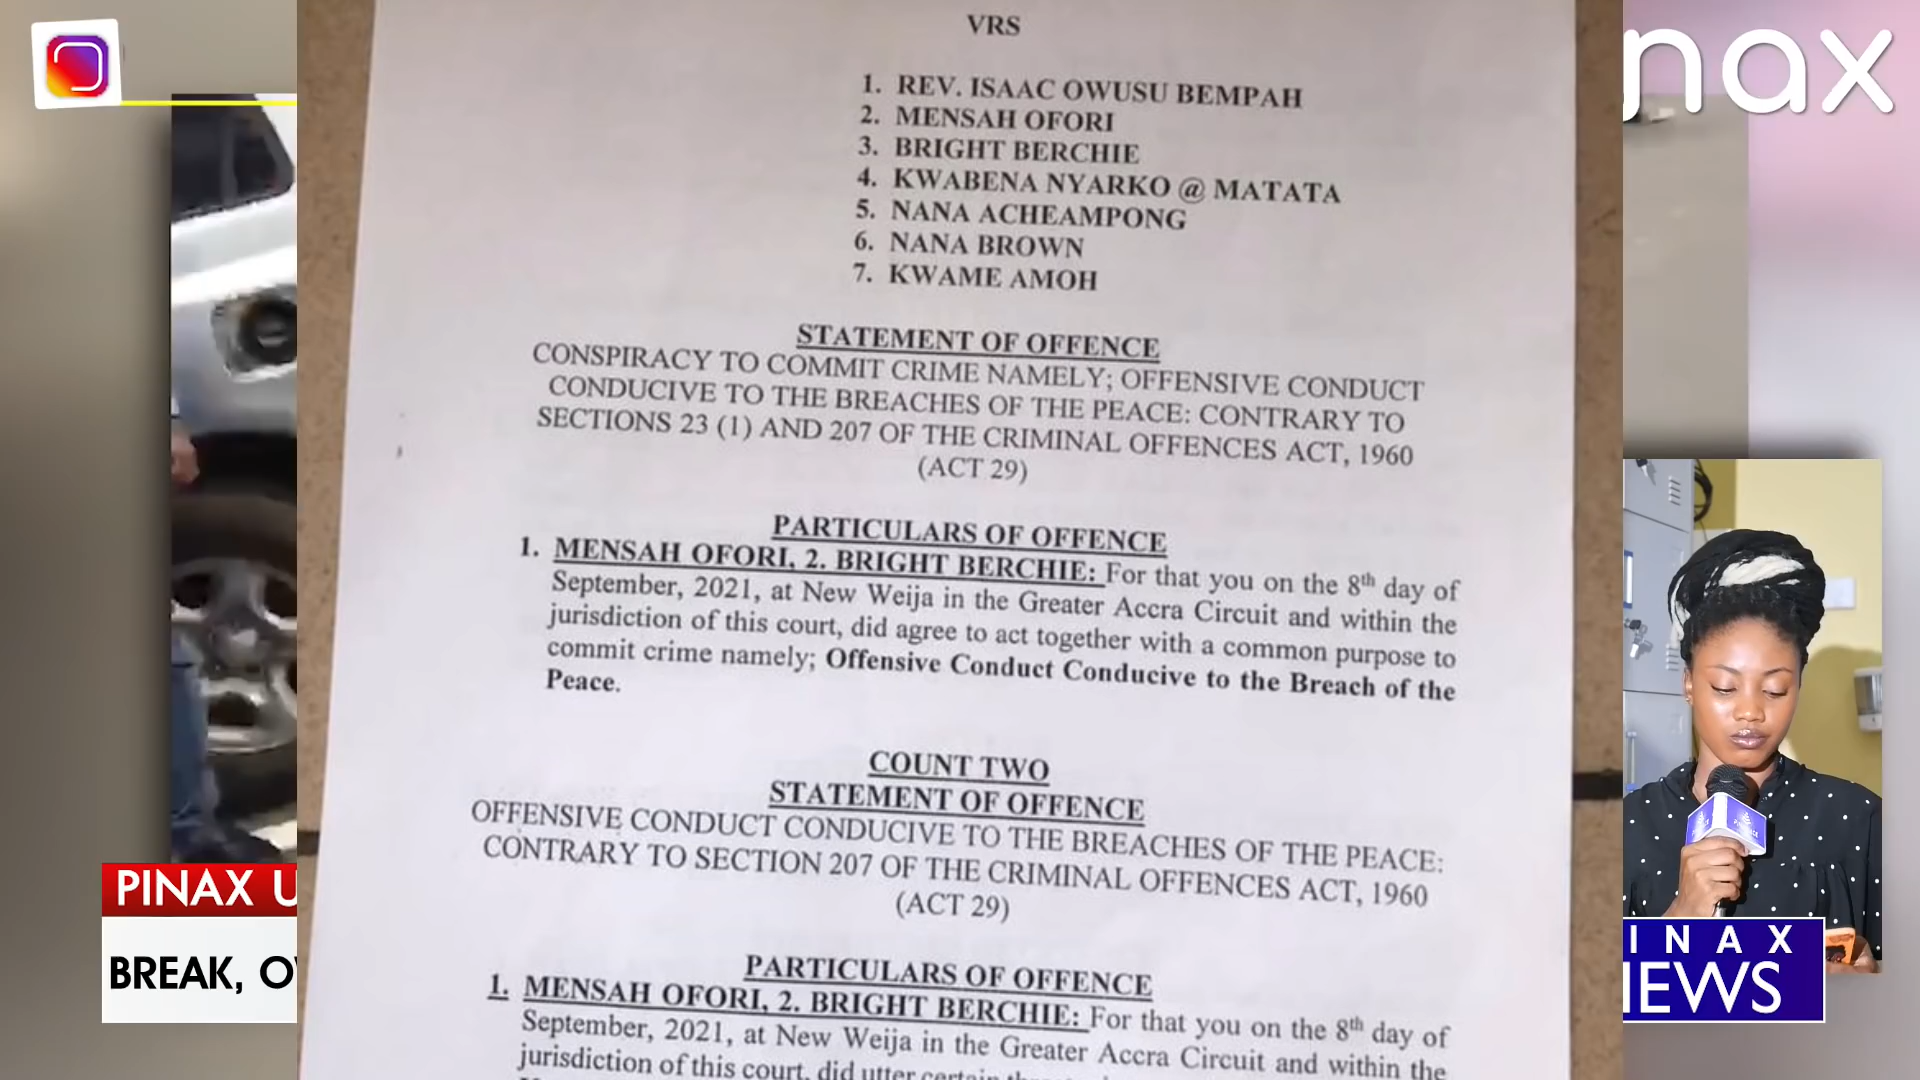 nax
VRS
1. REV. ISAAC OWUSU BEMPAH
2. MENSAH OFORI
3. BRIGHT BERCHIE
4. KWABENA NYARKO @ MATATA
5. NANA ACHEAMPONG
6. NANA BROWN
7. KWAME AMOH
STATEMENT OF OFFENCE
CONSPIRACY TO COMMIT CRIME NAMELY; OFFENSIVE CONDUCT
CONDUCIVE TO THE BREACHES OF THE PEACE: CONTRARY TO
SECTIONS 23 (1) AND 207 OF THE CRIMINAL OFFENCES ACT, 1960
(ACT 29)
PARTICULARS OF OFFENCE
1. MENSAH OFORI, 2. BRIGHT BERCHIE: For that you on the 8th day of
September, 2021, at New Weija in the Greater Accra Circuit and within the
jurisdiction of this court, did agree to act together with a common purpose to
commit crime namely; Offensive Conduct Conducive to the Breach of the
Peace.
COUNT TWO
STATEMENT OF OFFENCE
OFFENSIVE CONDUCT CONDUCIVE TO THE BREACHES OF THE PEACE:
CONTRARY TO SECTION 207 OF THE CRIMINAL OFFENCES ACT, 1960
(ACT 29)
PARTICULARS OF OFFENCE
1. MENSAH OFORI, 2. BRIGHT BERCHIE: For that you on the 8th day of
September, 2021, at New Weija in the Greater Accra Circuit and within the
jurisdiction of this court, did utter certain
PINAX U
BREAK, O
INAX
NEWS